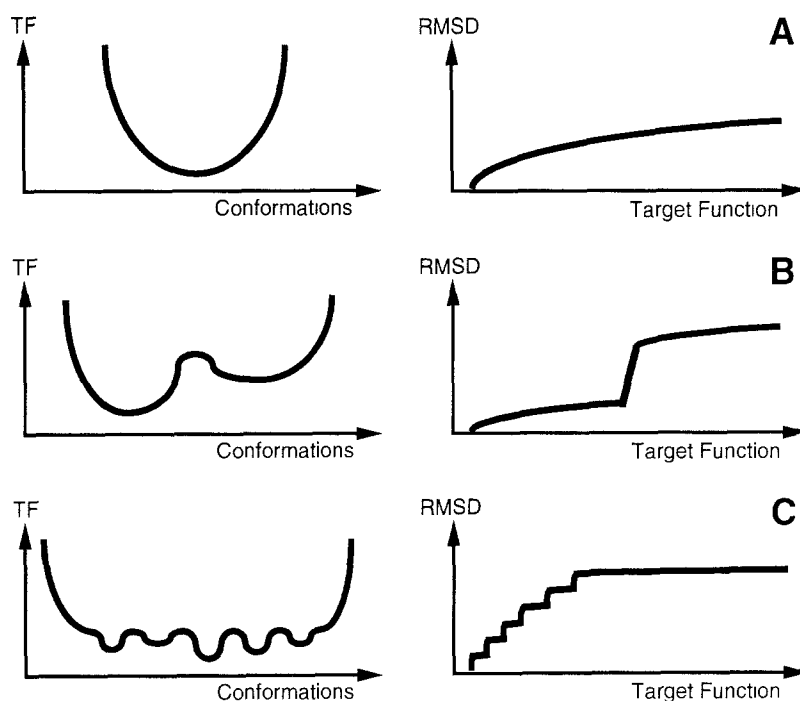 TF
Conformations
RMSD
Target Function
A
TF
Conformations
RMSD
Target Function
B
TF
Conformations
RMSD
Target Function
C